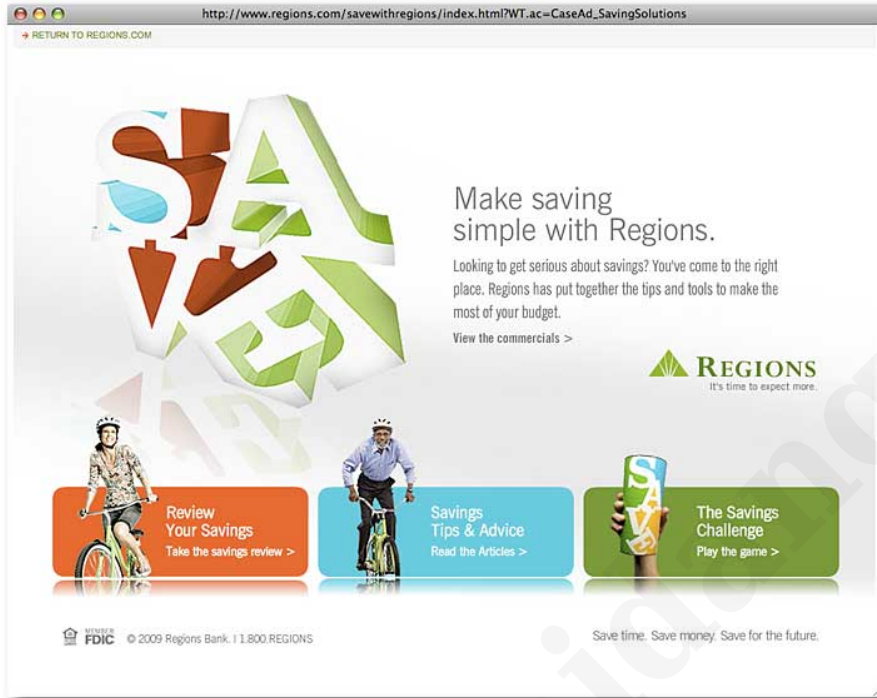 http://www.regions.com/savewithregions/index.html?WT.ac=CaseAd_SavingSolutions
RETURN TO REGIONS.COM
SAVE
Make saving
simple with Regions.
Looking to get serious about savings? You've come to the right
place. Regions has put together the tips and tools to make the
most of your budget.
View the commercials >
REGIONS
It's time to expect more.
Review
Your Savings
Take the savings review >
Savings
Tips & Advice
Read the Articles >
SAVE
The Savings
Challenge
Play the game >
MEMBER
FDIC
© 2009 Regions Bank. | 1.800.REGIONS
Save time. Save money. Save for the future.